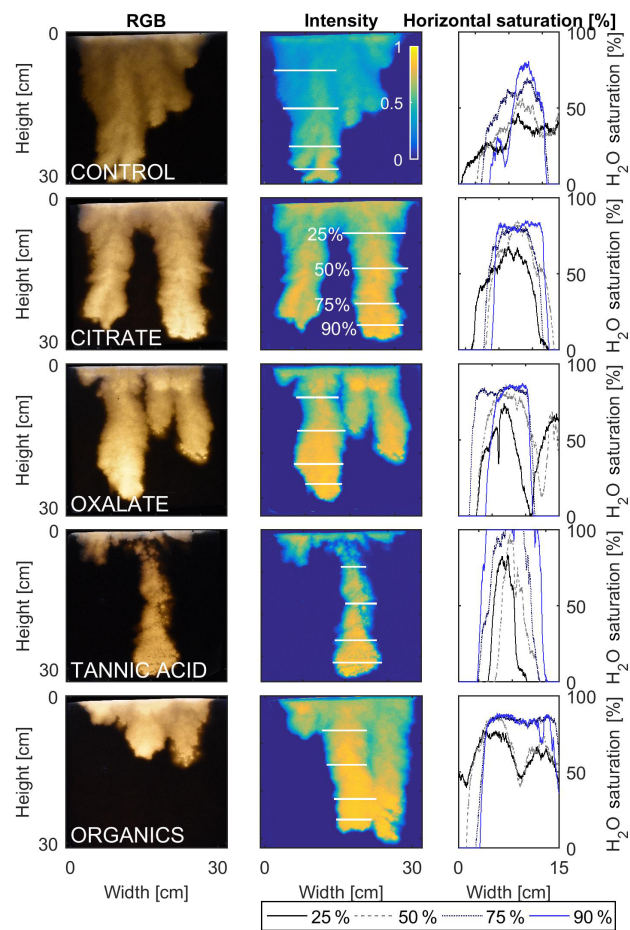 RGB Intensity Horizontal saturation [%]
0 1 100
Height [cm] 0.5 50 H2O saturation [%]
0
30 CONTROL 0
0 100
Height [cm] 25% 50 H2O saturation [%]
50%
75%
90%
30 CITRATE 0
0 100
Height [cm] 50 H2O saturation [%]
30 OXALATE 0
0 100
Height [cm] 50 H2O saturation [%]
30 TANNIC ACID 0
0 100
Height [cm] 50 H2O saturation [%]
30 ORGANICS 0
0 30 0 30 0 15
Width [cm] Width [cm] Width [cm]
25 % 50 % 75 % 90 %